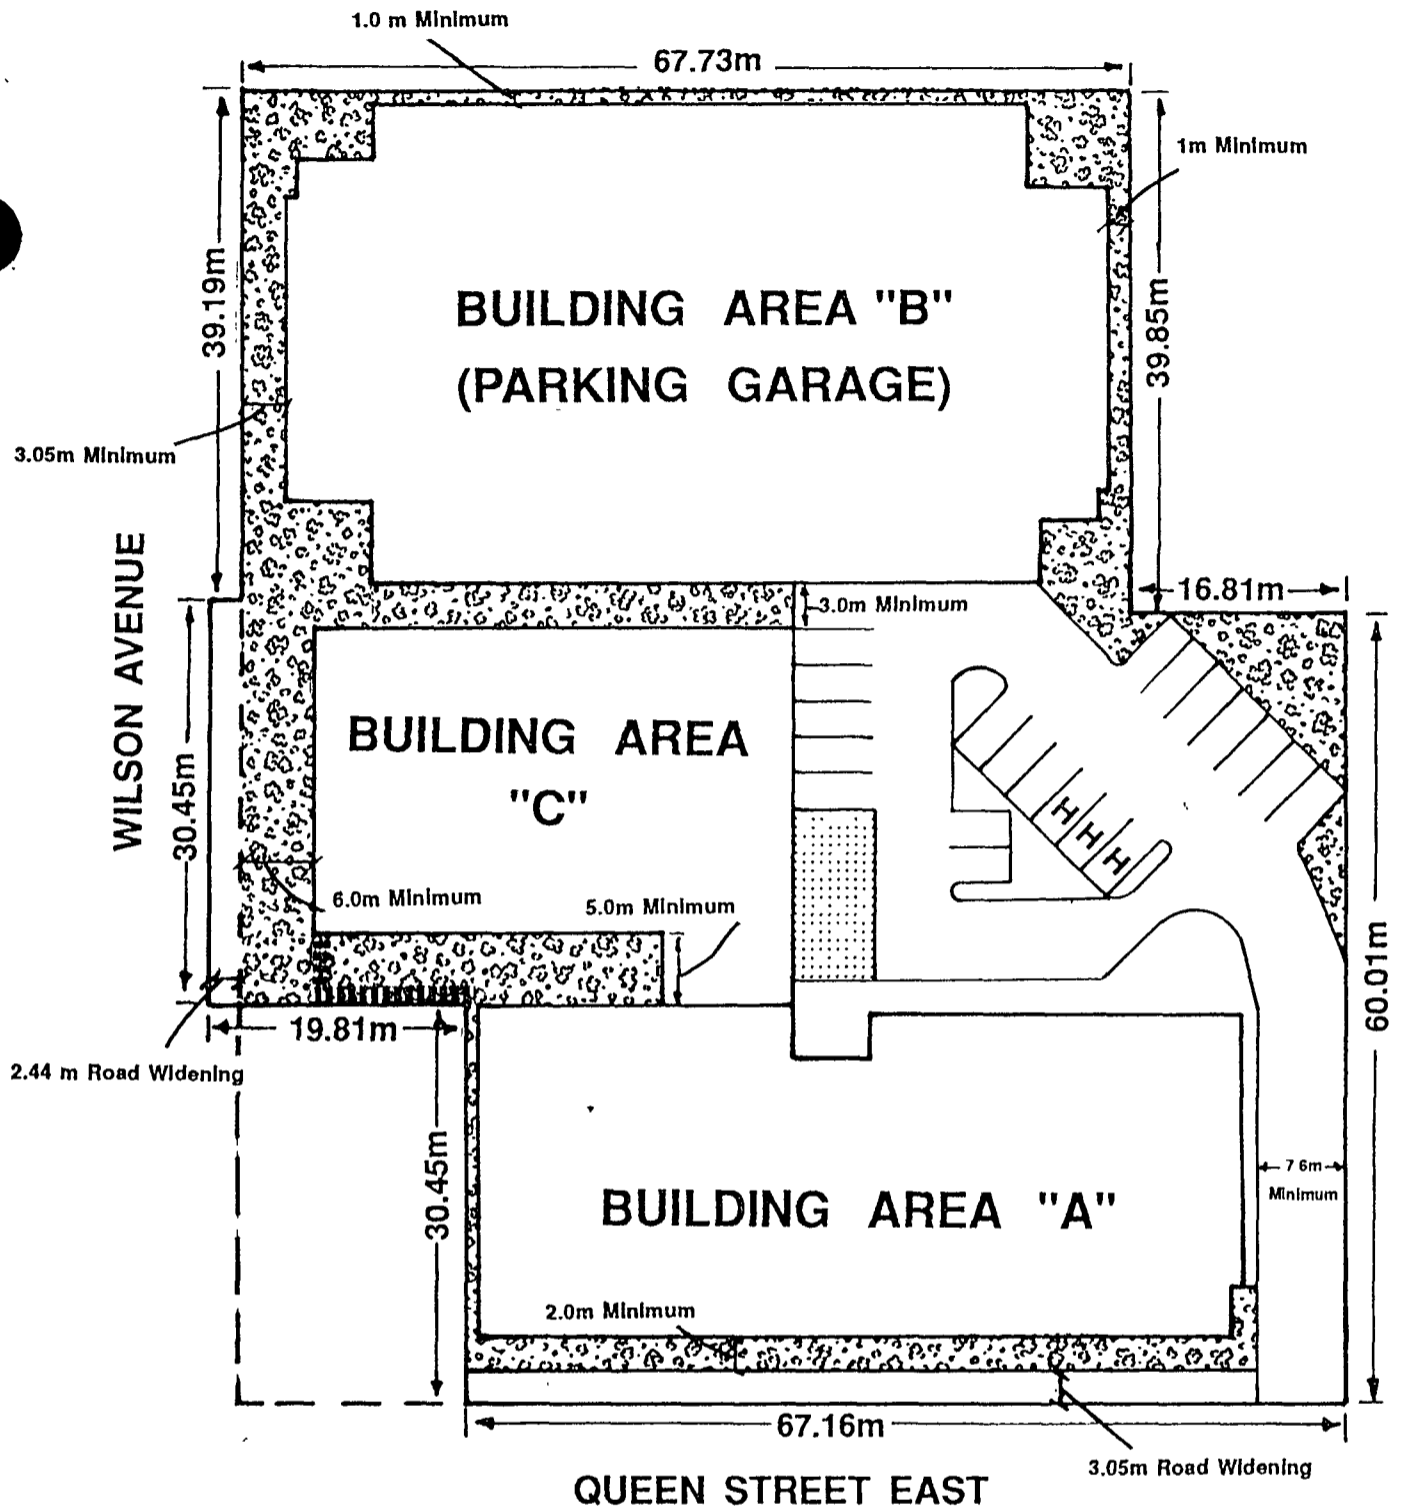 1.0 m Minimum
67.73m
1m Minimum
39.19m
39.85m
BUILDING AREA "B"
(PARKING GARAGE)
3.05m Minimum
WILSON AVENUE
16.81m
3.0m Minimum
BUILDING AREA
"C"
30.45m
H
H
H
6.0m Minimum
5.0m Minimum
60.01m
19.81m
2.44 m Road Widening
30.45m
7 6m
Minimum
BUILDING AREA "A"
2.0m Minimum
67.16m
3.05m Road Widening
QUEEN STREET EAST